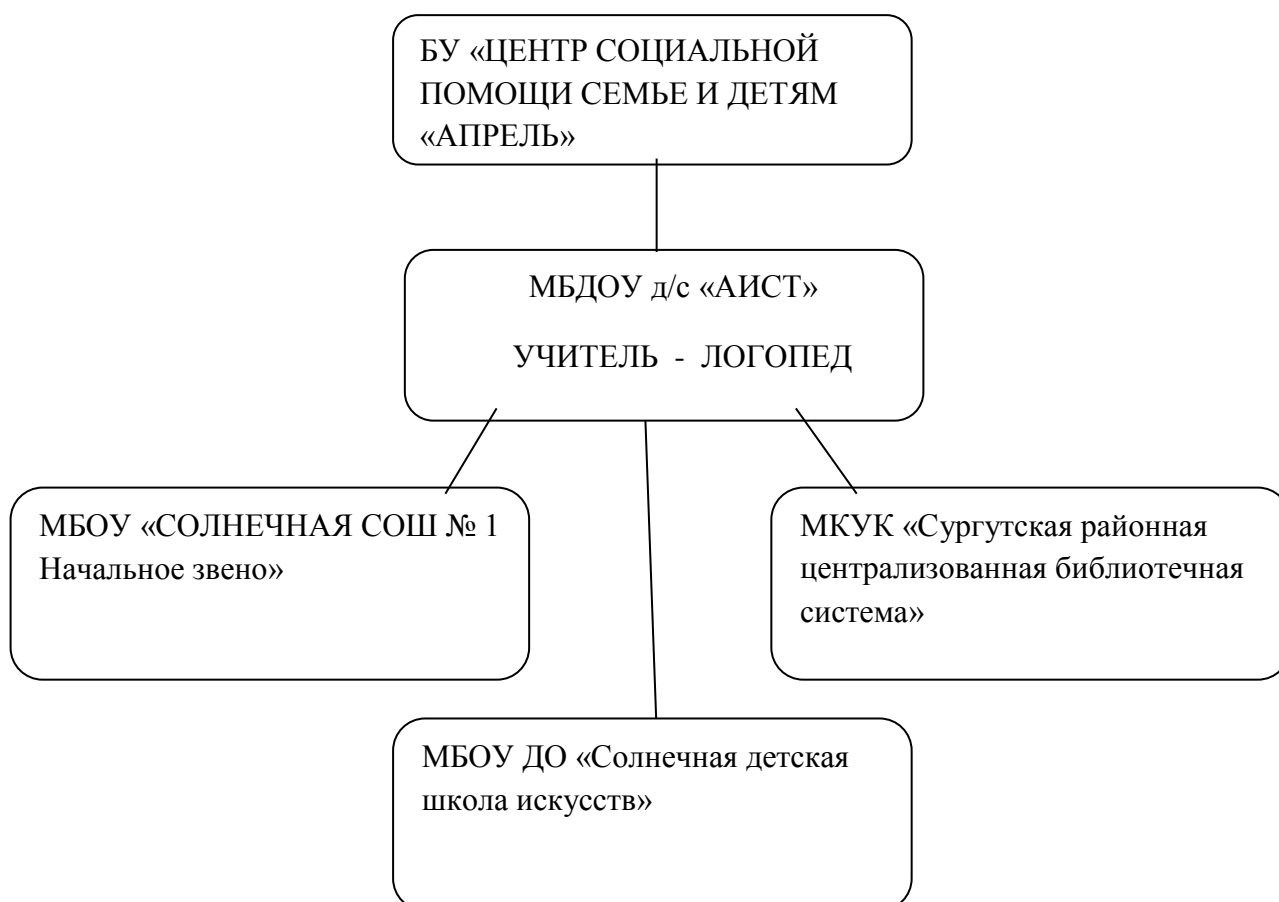 БУ «ЦЕНТР СОЦИАЛЬНОЙ
ПОМОЩИ СЕМЬЕ И ДЕТЯМ
«АПРЕЛЬ»
МБДОУ д/с «АИСТ»
УЧИТЕЛЬ - ЛОГОПЕД
МБОУ «СОЛНЕЧНАЯ СОШ № 1
Начальное звено»
МКУК «Сургутская районная
централизованная библиотечная
система»
МБОУ ДО «Солнечная детская
школа искусств»